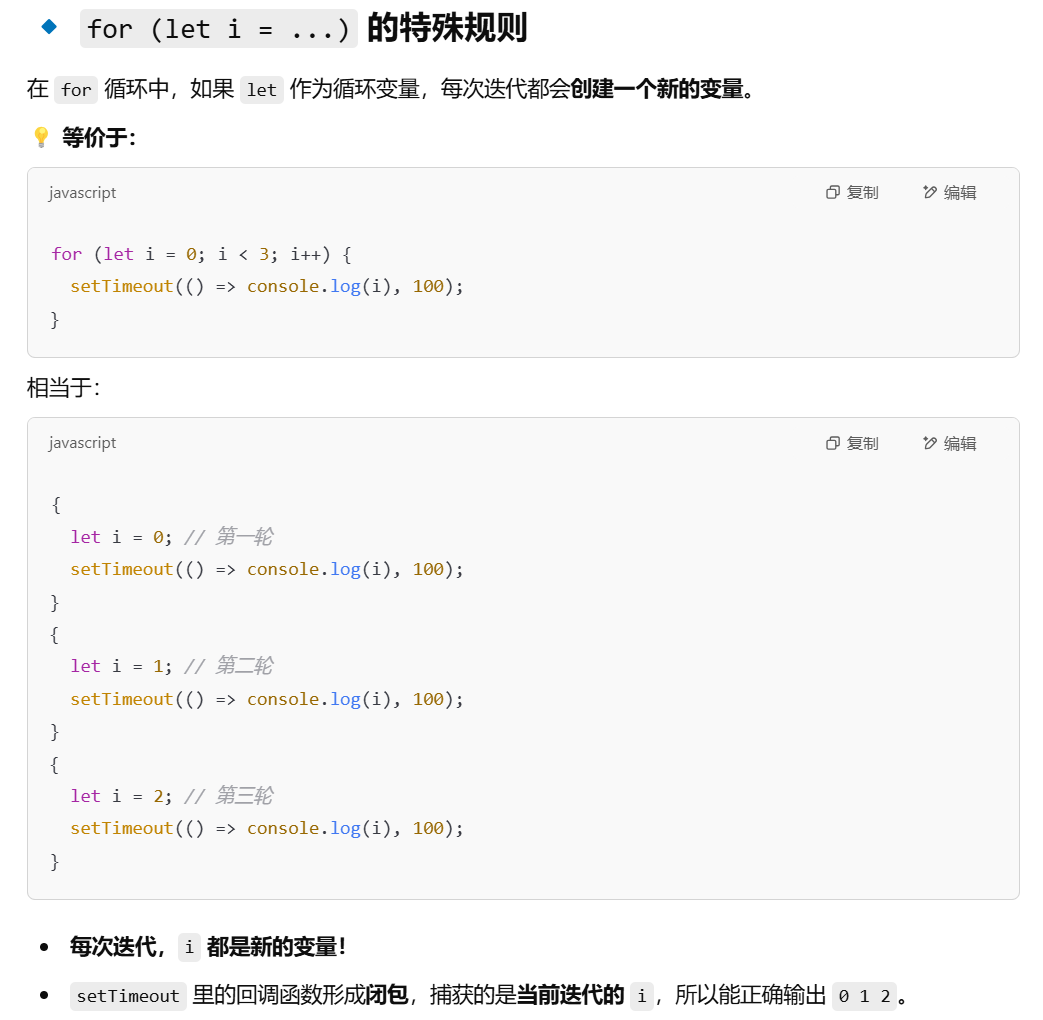 for (let i = ...) 的特殊规则
在 for 循环中，如果 let 作为循环变量，每次迭代都会创建一个新的变量。
等价于：
javascript 复制 编辑
for (let i = 0; i < 3; i++) {
  setTimeout(() => console.log(i), 100);
}
相当于：
javascript 复制 编辑
{
  let i = 0; // 第一轮
  setTimeout(() => console.log(i), 100);
}
{
  let i = 1; // 第二轮
  setTimeout(() => console.log(i), 100);
}
{
  let i = 2; // 第三轮
  setTimeout(() => console.log(i), 100);
}
每次迭代，i 都是新的变量！
setTimeout 里的回调函数形成闭包，捕获的是当前迭代的 i，所以能正确输出 0 1 2。